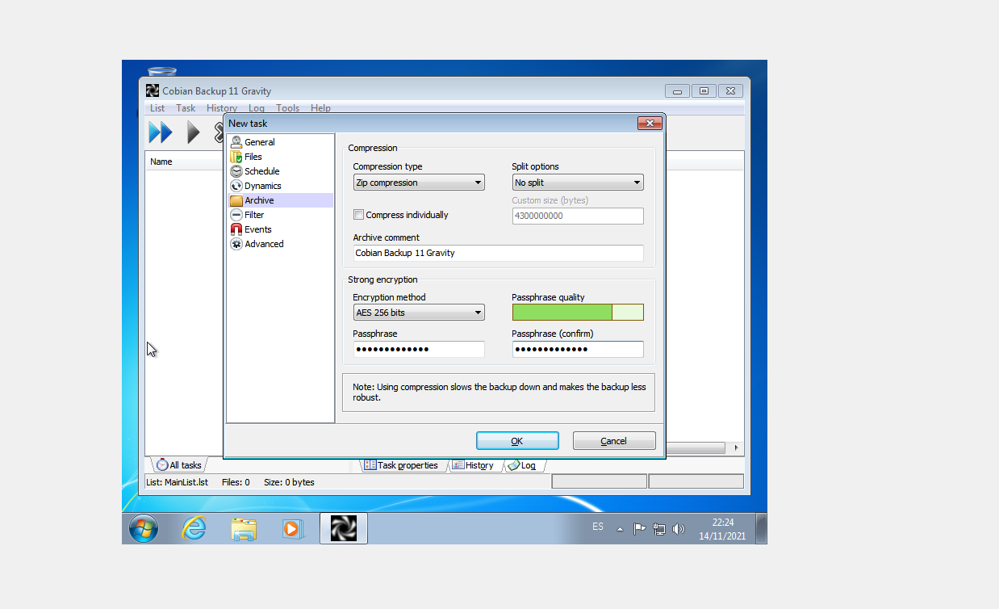 Cobian Backup 11 Gravity
List Task History Log Tools Help
New task
Name
General
Files
Schedule
Dynamics
Archive
Filter
Events
Advanced
Compression
Compression type
Split options
Zip compression
No split
Custom size (bytes)
Compress individually
4300000000
Archive comment
Cobian Backup 11 Gravity
Strong encryption
Encryption method
Passphrase quality
AES 256 bits
Passphrase
Passphrase (confirm)
•••••••••••••
•••••••••••••
Note: Using compression slows the backup down and makes the backup less
robust.
OK
Cancel
All tasks
Task properties
History
Log
List: MainList.lst Files: 0 Size: 0 bytes
ES
22:24
14/11/2021